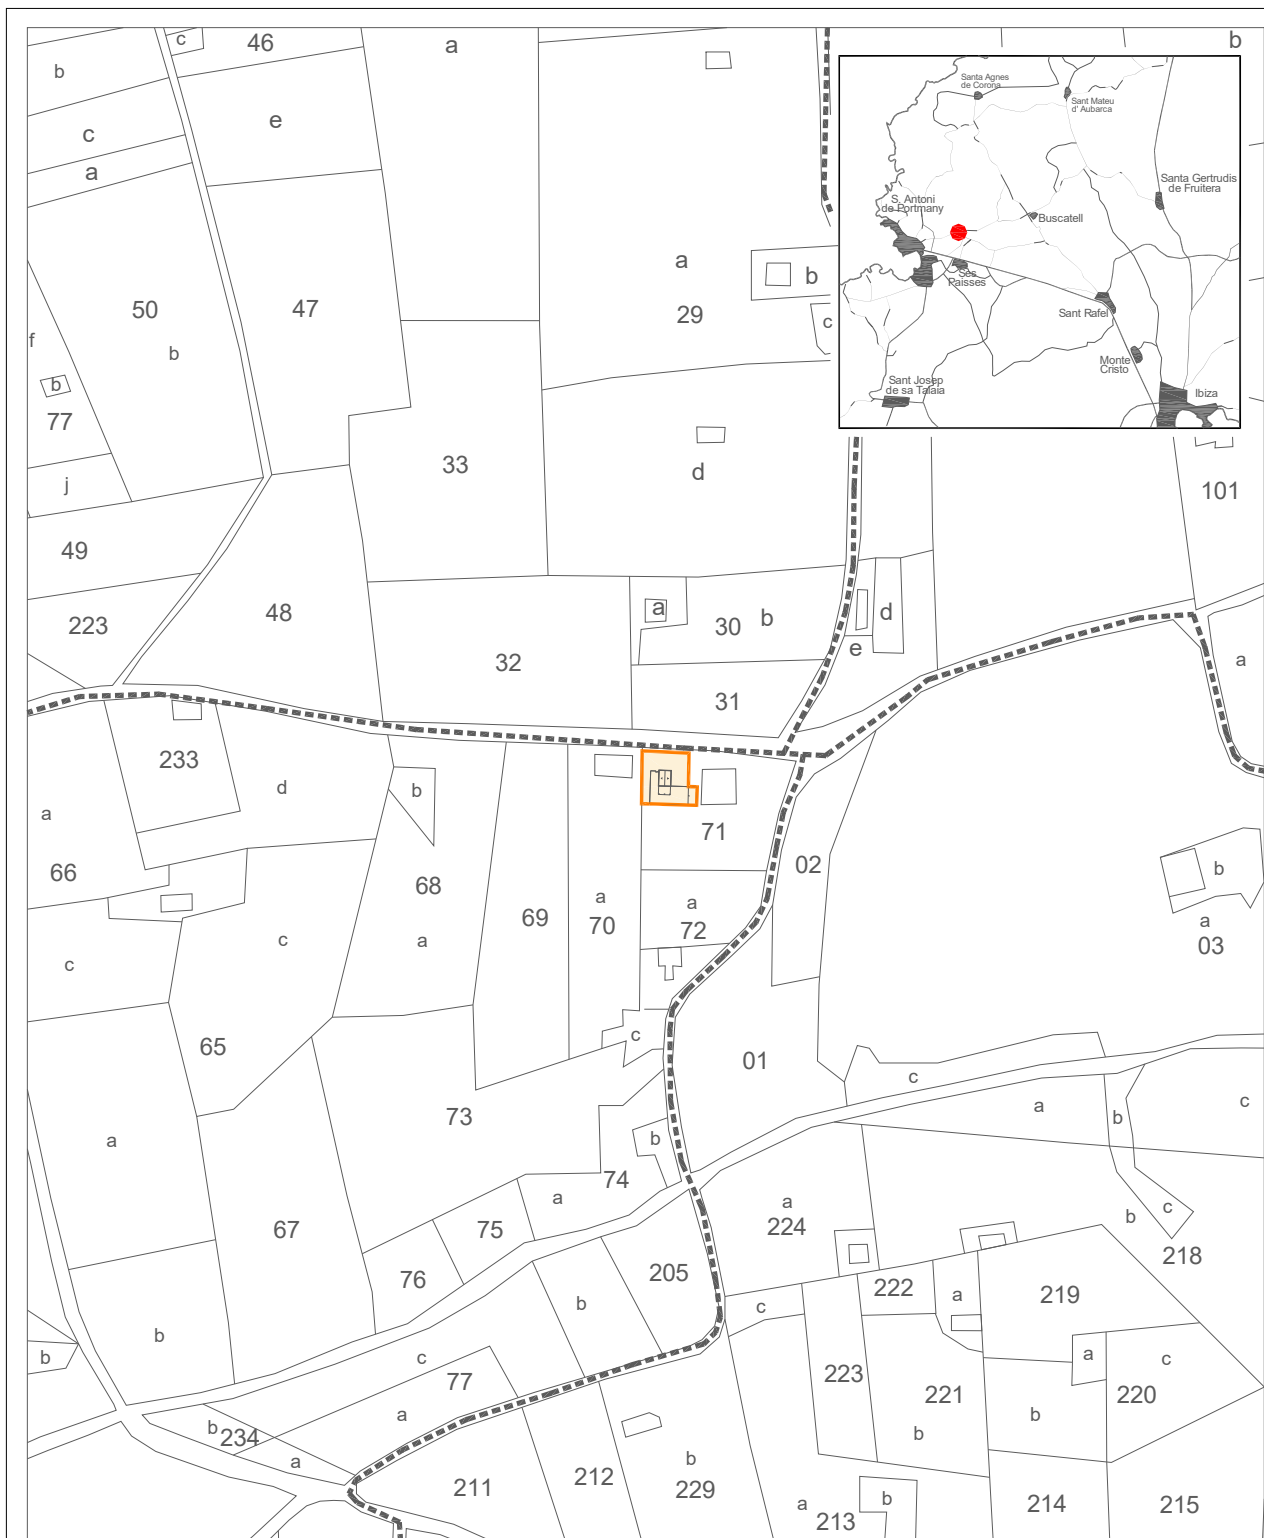 c
46
a
b
b
c
e
a
Santa Agnes
de Corona
Sant Mateu
d' Aubarca
Santa Gertrudis
de Fruitera
S. Antoni
de Portmany
Buscatell
Ses
Paisses
Sant Rafel
Monte
Cristo
Sant Josep
de sa Talaia
Ibiza
a
b
50
47
29
c
f
b
b
77
33
d
j
101
49
48
a
30
b
d
223
32
e
a
31
233
d
b
a
71
02
66
68
b
a
a
69
70
72
a
03
c
c
a
65
c
01
c
73
a
b
c
a
b
74
a
a
224
b
c
67
75
218
76
205
222
a
219
b
c
b
b
c
77
223
221
a
c
220
b
234
a
a
b
b
211
212
b
229
a
213
b
214
215